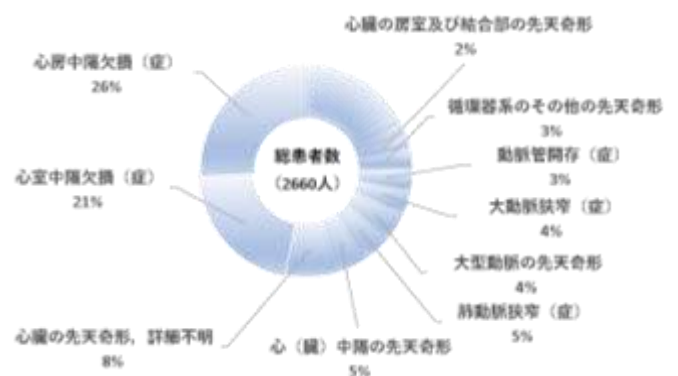 心臓の房室及び結合部の先天奇形
2%
心房中隔欠損（症）
26%
循環器系のその他の先天奇形
3%
総患者数
（2660人）
動脈管開存（症）
3%
心室中隔欠損（症）
21%
大動脈狭窄（症）
4%
大型動脈の先天奇形
4%
肺動脈狭窄（症）
5%
心臓の先天奇形，詳細不明
8%
心（臓）中隔の先天奇形
5%